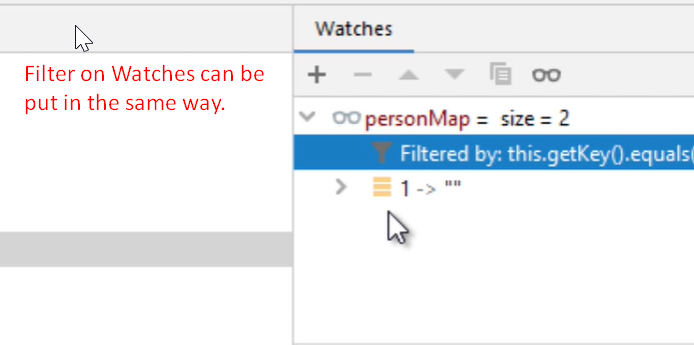 Watches
Filter on Watches can be
put in the same way.
personMap = size = 2
Filtered by: this.getKey().equals(
1 -> ""